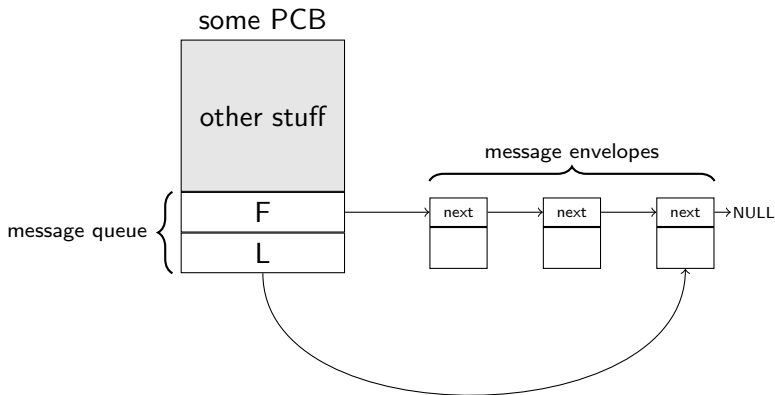 some PCB
other stuff
message envelopes
message queue
F
next
next
next
NULL
L